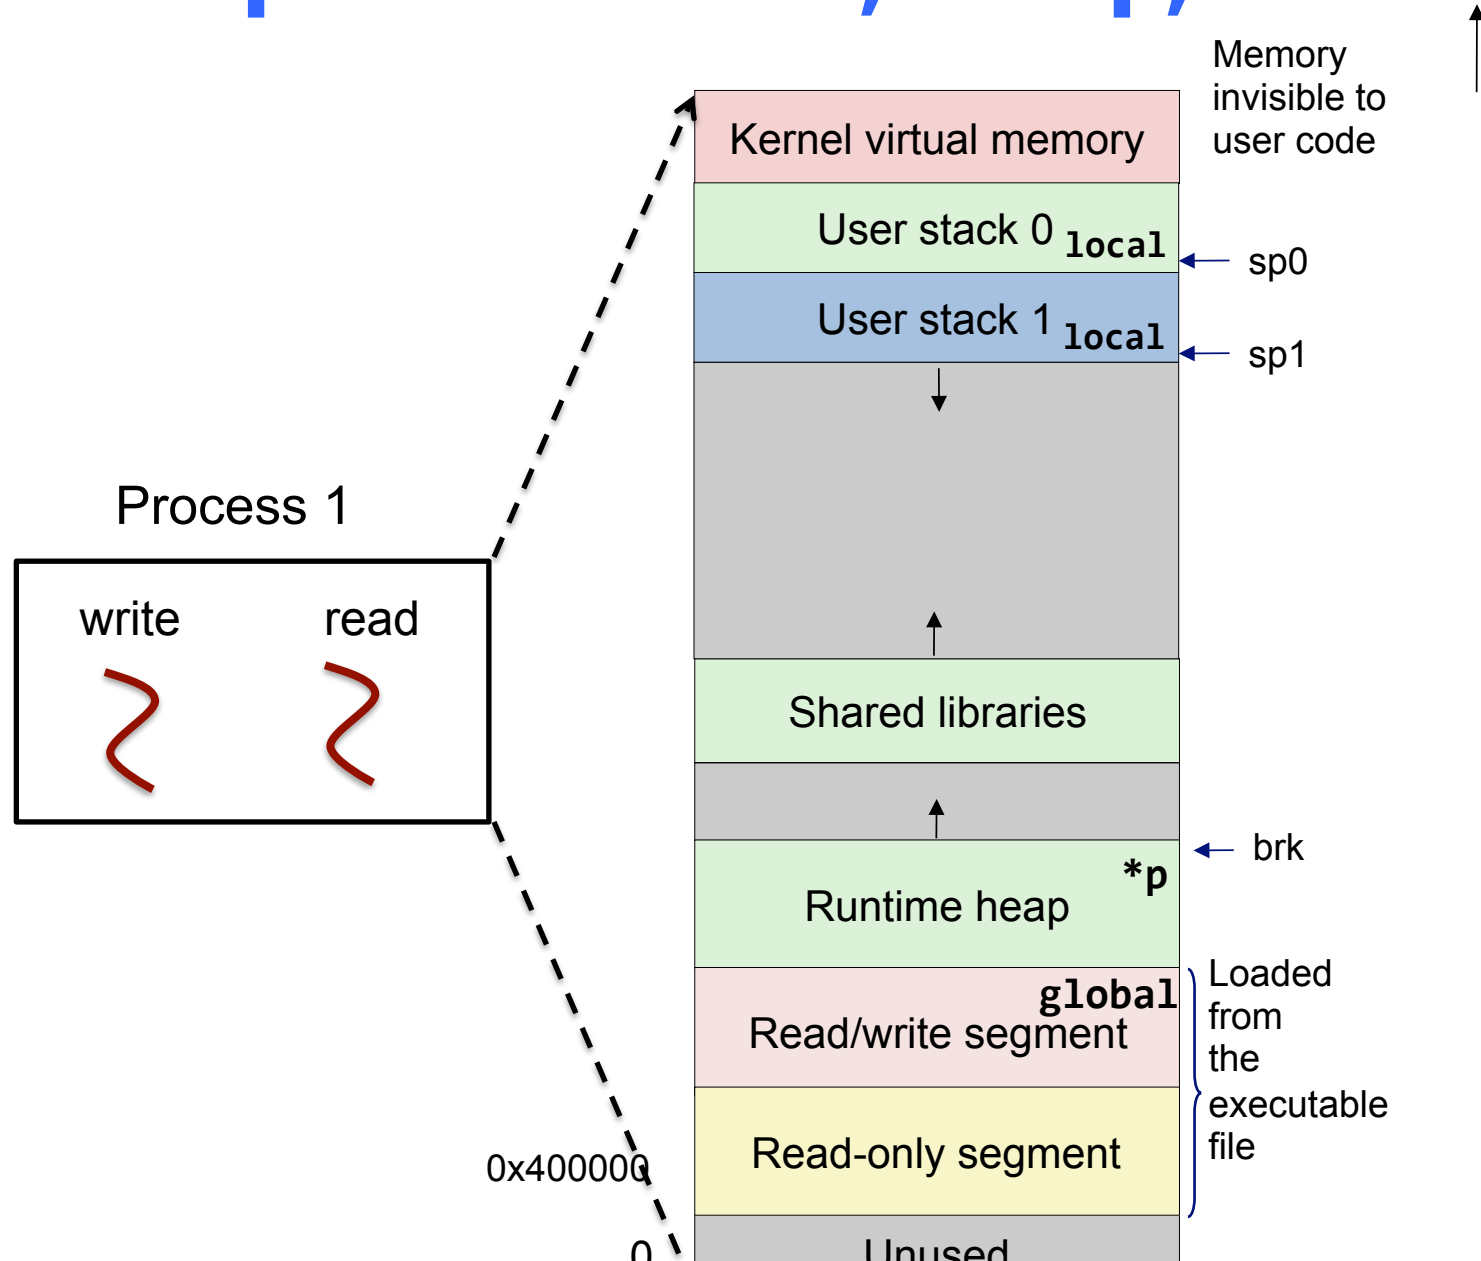 Memory
invisible to
user code
Kernel virtual memory
User stack 0 local
sp0
User stack 1 local
sp1
Process 1
write read
Shared libraries
brk
*p
Runtime heap
global
Read/write segment
Loaded
from
the
executable
file
Read-only segment
0x400000
0
Unused